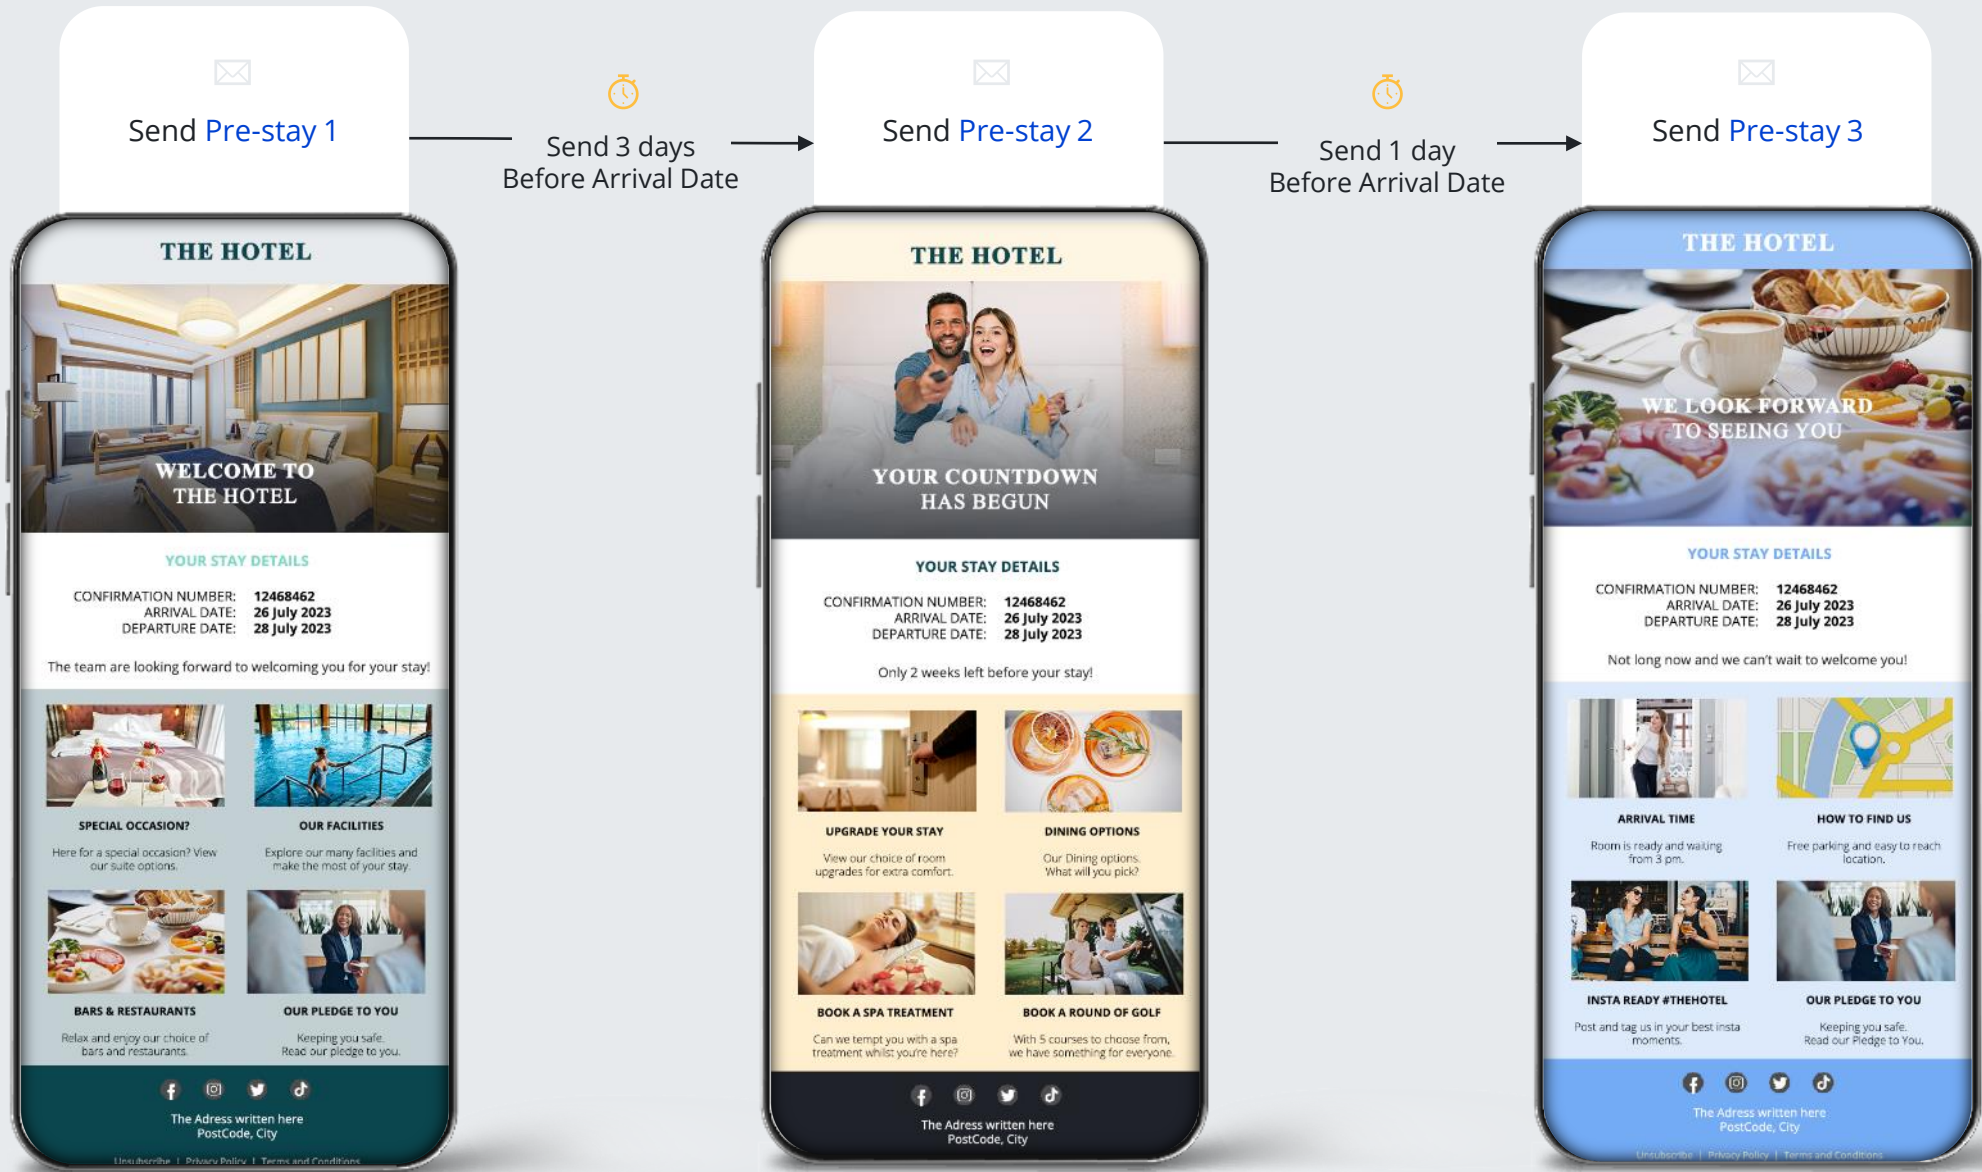 Send Pre-stay 1
Send 3 days
Before Arrival Date
Send Pre-stay 2
Send 1 day
Before Arrival Date
Send Pre-stay 3
THE HOTEL
WELCOME TO
THE HOTEL
YOUR STAY DETAILS
CONFIRMATION NUMBER: 12468462
ARRIVAL DATE: 26 July 2023
DEPARTURE DATE: 28 July 2023
The team are looking forward to welcoming you for your stay!
SPECIAL OCCASION?
Here for a special occasion? View
our suite options.
OUR FACILITIES
Explore our many facilities and
make the most of your stay.
BARS & RESTAURANTS
Relax and enjoy our choice of
bars and restaurants.
OUR PLEDGE TO YOU
Keeping you safe.
Read our pledge to you.
The Adress written here
PostCode, City
Unsubscribe | Privacy Policy | Terms and Conditions
THE HOTEL
YOUR COUNTDOWN
HAS BEGUN
YOUR STAY DETAILS
CONFIRMATION NUMBER: 12468462
ARRIVAL DATE: 26 July 2023
DEPARTURE DATE: 28 July 2023
Only 2 weeks left before your stay!
UPGRADE YOUR STAY
View our choice of room
upgrades for extra comfort.
DINING OPTIONS
Our Dining options.
What will you pick?
BOOK A SPA TREATMENT
Can we tempt you with a spa
treatment whilst you're here?
BOOK A ROUND OF GOLF
With 5 courses to choose from,
we have something for everyone.
The Adress written here
PostCode, City
THE HOTEL
WE LOOK FORWARD
TO SEEING YOU
YOUR STAY DETAILS
CONFIRMATION NUMBER: 12468462
ARRIVAL DATE: 26 July 2023
DEPARTURE DATE: 28 July 2023
Not long now and we can't wait to welcome you!
ARRIVAL TIME
Room is ready and waiting
from 3 pm.
HOW TO FIND US
Free parking and easy to reach
location.
INSTA READY #THEHOTEL
Post and tag us in your best insta
moments.
OUR PLEDGE TO YOU
Keeping you safe.
Read our Pledge to You.
The Adress written here
PostCode, City
Unsubscribe | Privacy Policy | Terms and Conditions